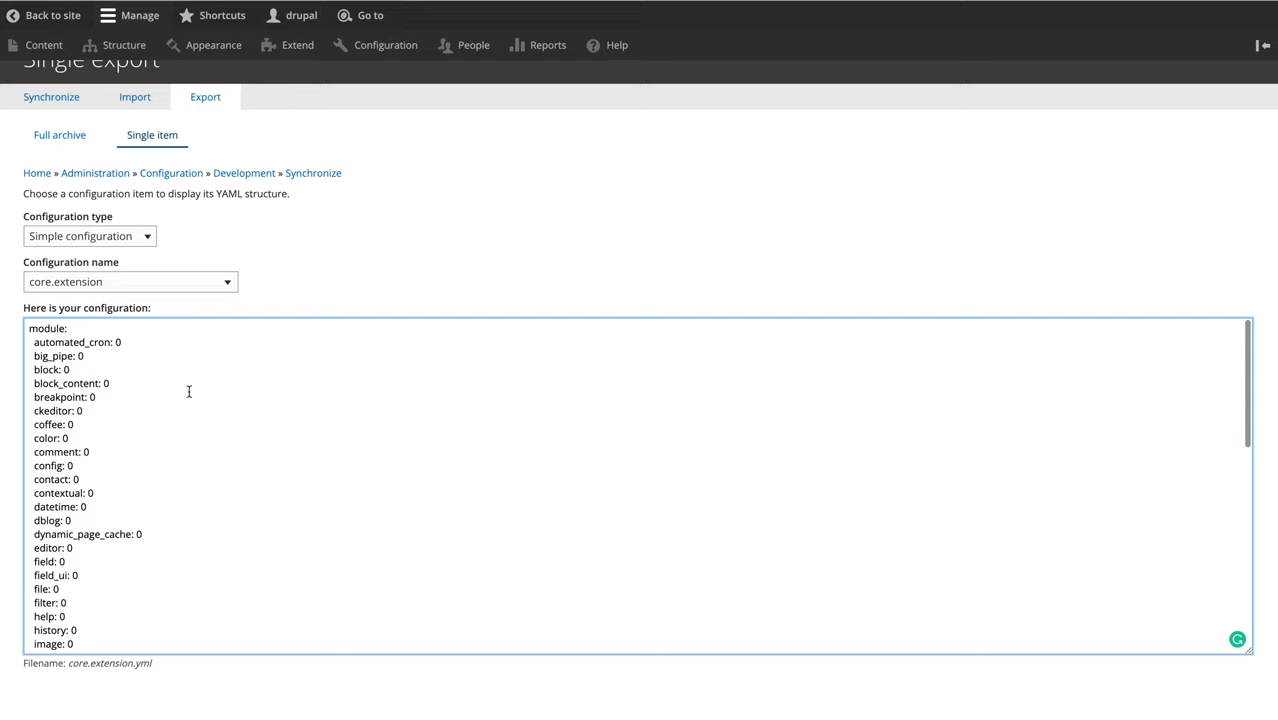 Back to site Manage Shortcuts drupal Go to
Content Structure Appearance Extend Configuration People Reports Help
Single export
Synchronize Import Export
Full archive Single item
Home » Administration » Configuration » Development » Synchronize
Choose a configuration item to display its YAML structure.
Configuration type
Simple configuration
Configuration name
core.extension
Here is your configuration:
module:
automated_cron: 0
big_pipe: 0
block: 0
block_content: 0
breakpoint: 0
ckeditor: 0
coffee: 0
color: 0
comment: 0
config: 0
contact: 0
contextual: 0
datetime: 0
dblog: 0
dynamic_page_cache: 0
editor: 0
field: 0
field_ui: 0
file: 0
filter: 0
help: 0
history: 0
image: 0
Filename: core.extension.yml